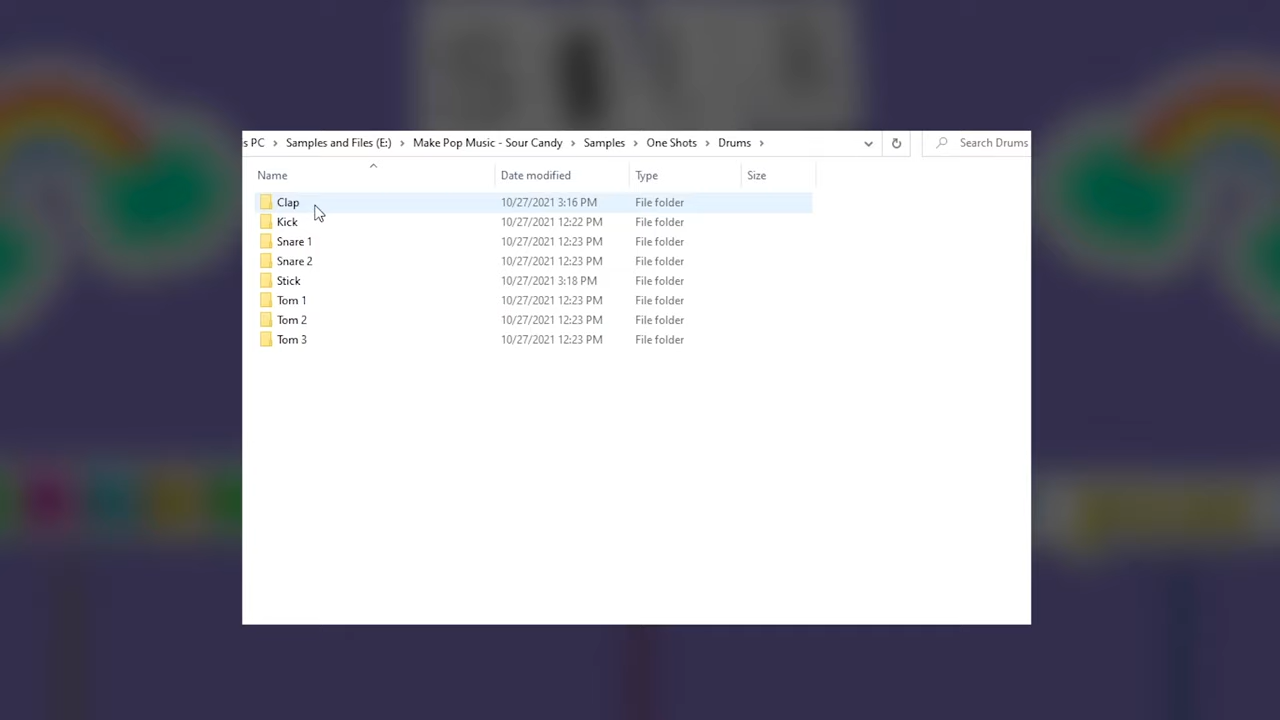 s PC > Samples and Files (E:) > Make Pop Music - Sour Candy > Samples > One Shots > Drums > Search Drums
Name Date modified Type Size
Clap 10/27/2021 3:16 PM File folder
Kick 10/27/2021 12:22 PM File folder
Snare 1 10/27/2021 12:23 PM File folder
Snare 2 10/27/2021 12:23 PM File folder
Stick 10/27/2021 3:18 PM File folder
Tom 1 10/27/2021 12:23 PM File folder
Tom 2 10/27/2021 12:23 PM File folder
Tom 3 10/27/2021 12:23 PM File folder